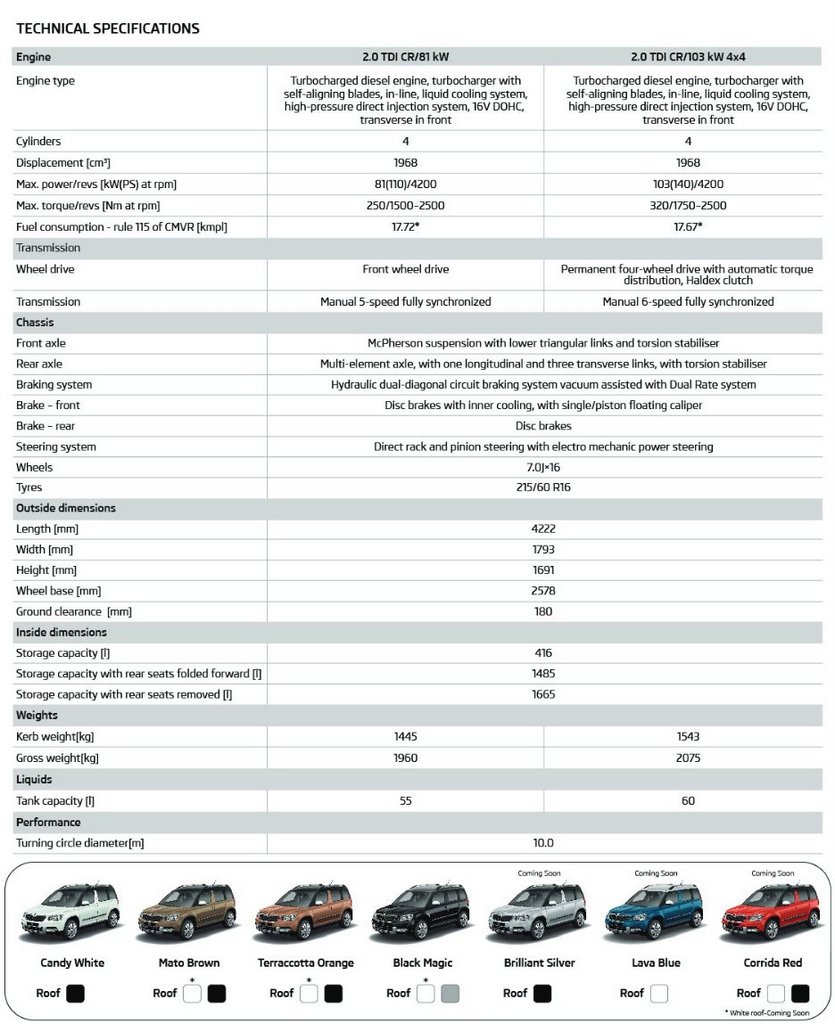 TECHNICAL SPECIFICATIONS
Engine 2.0 TDI CR/81 kW 2.0 TDI CR/103 kW 4x4
Engine type Turbocharged diesel engine, turbocharger with Turbocharged diesel engine, turbocharger with
self-aligning blades, in-line, liquid cooling system, self-aligning blades, in-line, liquid cooling system,
high-pressure direct injection system, 16V DOHC, high-pressure direct injection system, 16V DOHC,
transverse in front transverse in front
Cylinders 4 4
Displacement [cm³] 1968 1968
Max. power/revs [kW(PS) at rpm] 81(110)/4200 103(140)/4200
Max. torque/revs [Nm at rpm] 250/1500-2500 320/1750-2500
Fuel consumption - rule 115 of CMVR [kmpl] 17.72* 17.67*
Transmission
Wheel drive Front wheel drive Permanent four-wheel drive with automatic torque
distribution, Haldex clutch
Transmission Manual 5-speed fully synchronized Manual 6-speed fully synchronized
Chassis
Front axle McPherson suspension with lower triangular links and torsion stabiliser
Rear axle Multi-element axle, with one longitudinal and three transverse links, with torsion stabiliser
Braking system Hydraulic dual-diagonal circuit braking system vacuum assisted with Dual Rate system
Brake - front Disc brakes with inner cooling, with single/piston floating caliper
Brake - rear Disc brakes
Steering system Direct rack and pinion steering with electro mechanic power steering
Wheels 7.0J×16
Tyres 215/60 R16
Outside dimensions
Length [mm] 4222
Width [mm] 1793
Height [mm] 1691
Wheel base [mm] 2578
Ground clearance [mm] 180
Inside dimensions
Storage capacity [l] 416
Storage capacity with rear seats folded forward [l] 1485
Storage capacity with rear seats removed [l] 1665
Weights
Kerb weight[kg] 1445 1543
Gross weight[kg] 1960 2075
Liquids
Tank capacity [l] 55 60
Performance
Turning circle diameter[m] 10.0
Coming Soon Coming Soon Coming Soon
Candy White Mato Brown Terraccotta Orange Black Magic Brilliant Silver Lava Blue Corrida Red
* * *
Roof Roof Roof Roof Roof Roof Roof
* White roof-Coming Soon